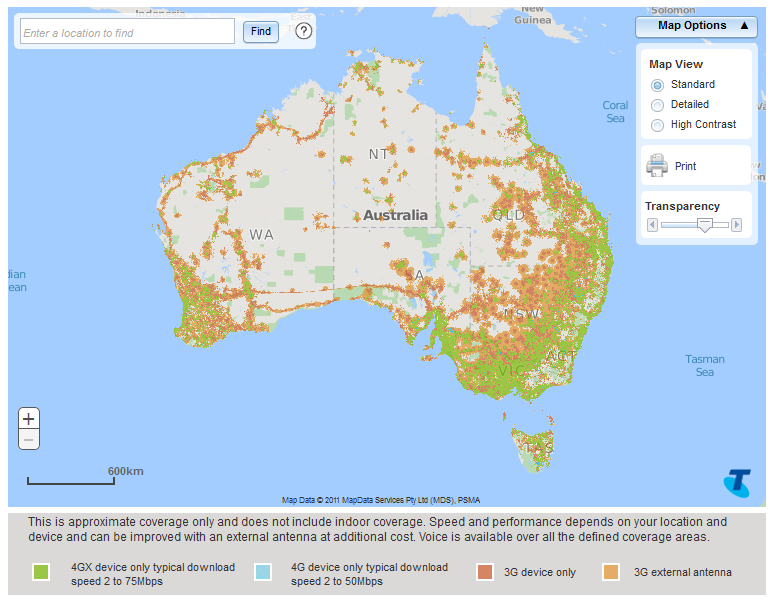 Indonesia
New
Guinea
Solomon
Enter a location to find
Find
?
Map Options ▲
Map View
Standard
Detailed
High Contrast
Print
Transparency
Coral
Sea
NT
QLD
Australia
WA
SA
NSW
ACT
VIC
TAS
dian
ean
Tasman
Sea
+
−
600km
Map Data © 2011 MapData Services Pty Ltd (MDS), PSMA
T
This is approximate coverage only and does not include indoor coverage. Speed and performance depends on your location and
device and can be improved with an external antenna at additional cost. Voice is available over all the defined coverage areas.
4GX device only typical download
speed 2 to 75Mbps
4G device only typical download
speed 2 to 50Mbps
3G device only
3G external antenna